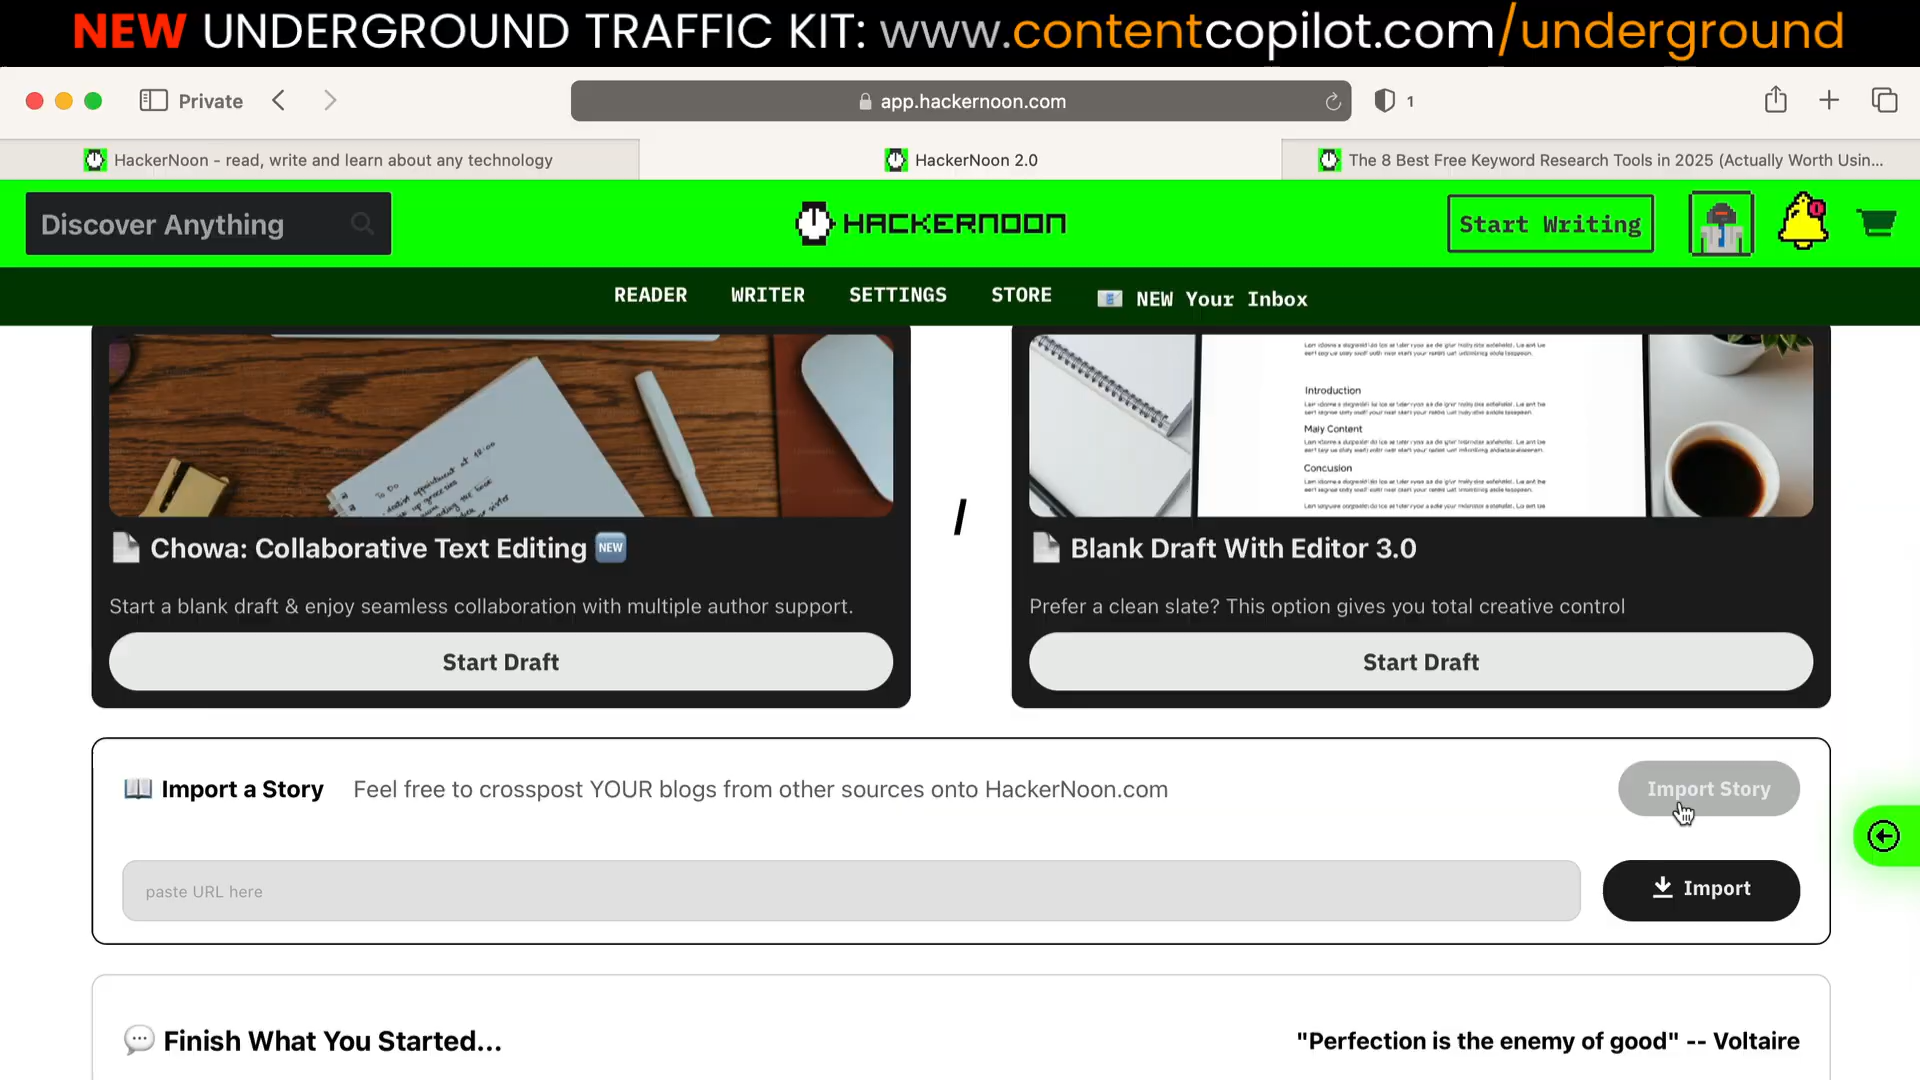 NEW UNDERGROUND TRAFFIC KIT: www.contentcopilot.com/underground
Private
app.hackernoon.com
1
HackerNoon - read, write and learn about any technology
HackerNoon 2.0
The 8 Best Free Keyword Research Tools in 2025 (Actually Worth Usin...
Discover Anything
HACKERNOON
Start Writing
0
READER
WRITER
SETTINGS
STORE
NEW Your Inbox
To Do
Introduction
Maly Content
Concusion
/
Chowa: Collaborative Text Editing NEW
Start a blank draft & enjoy seamless collaboration with multiple author support.
Start Draft
Blank Draft With Editor 3.0
Prefer a clean slate? This option gives you total creative control
Start Draft
Import a Story
Feel free to crosspost YOUR blogs from other sources onto HackerNoon.com
Import Story
paste URL here
Import
Finish What You Started...
"Perfection is the enemy of good" -- Voltaire